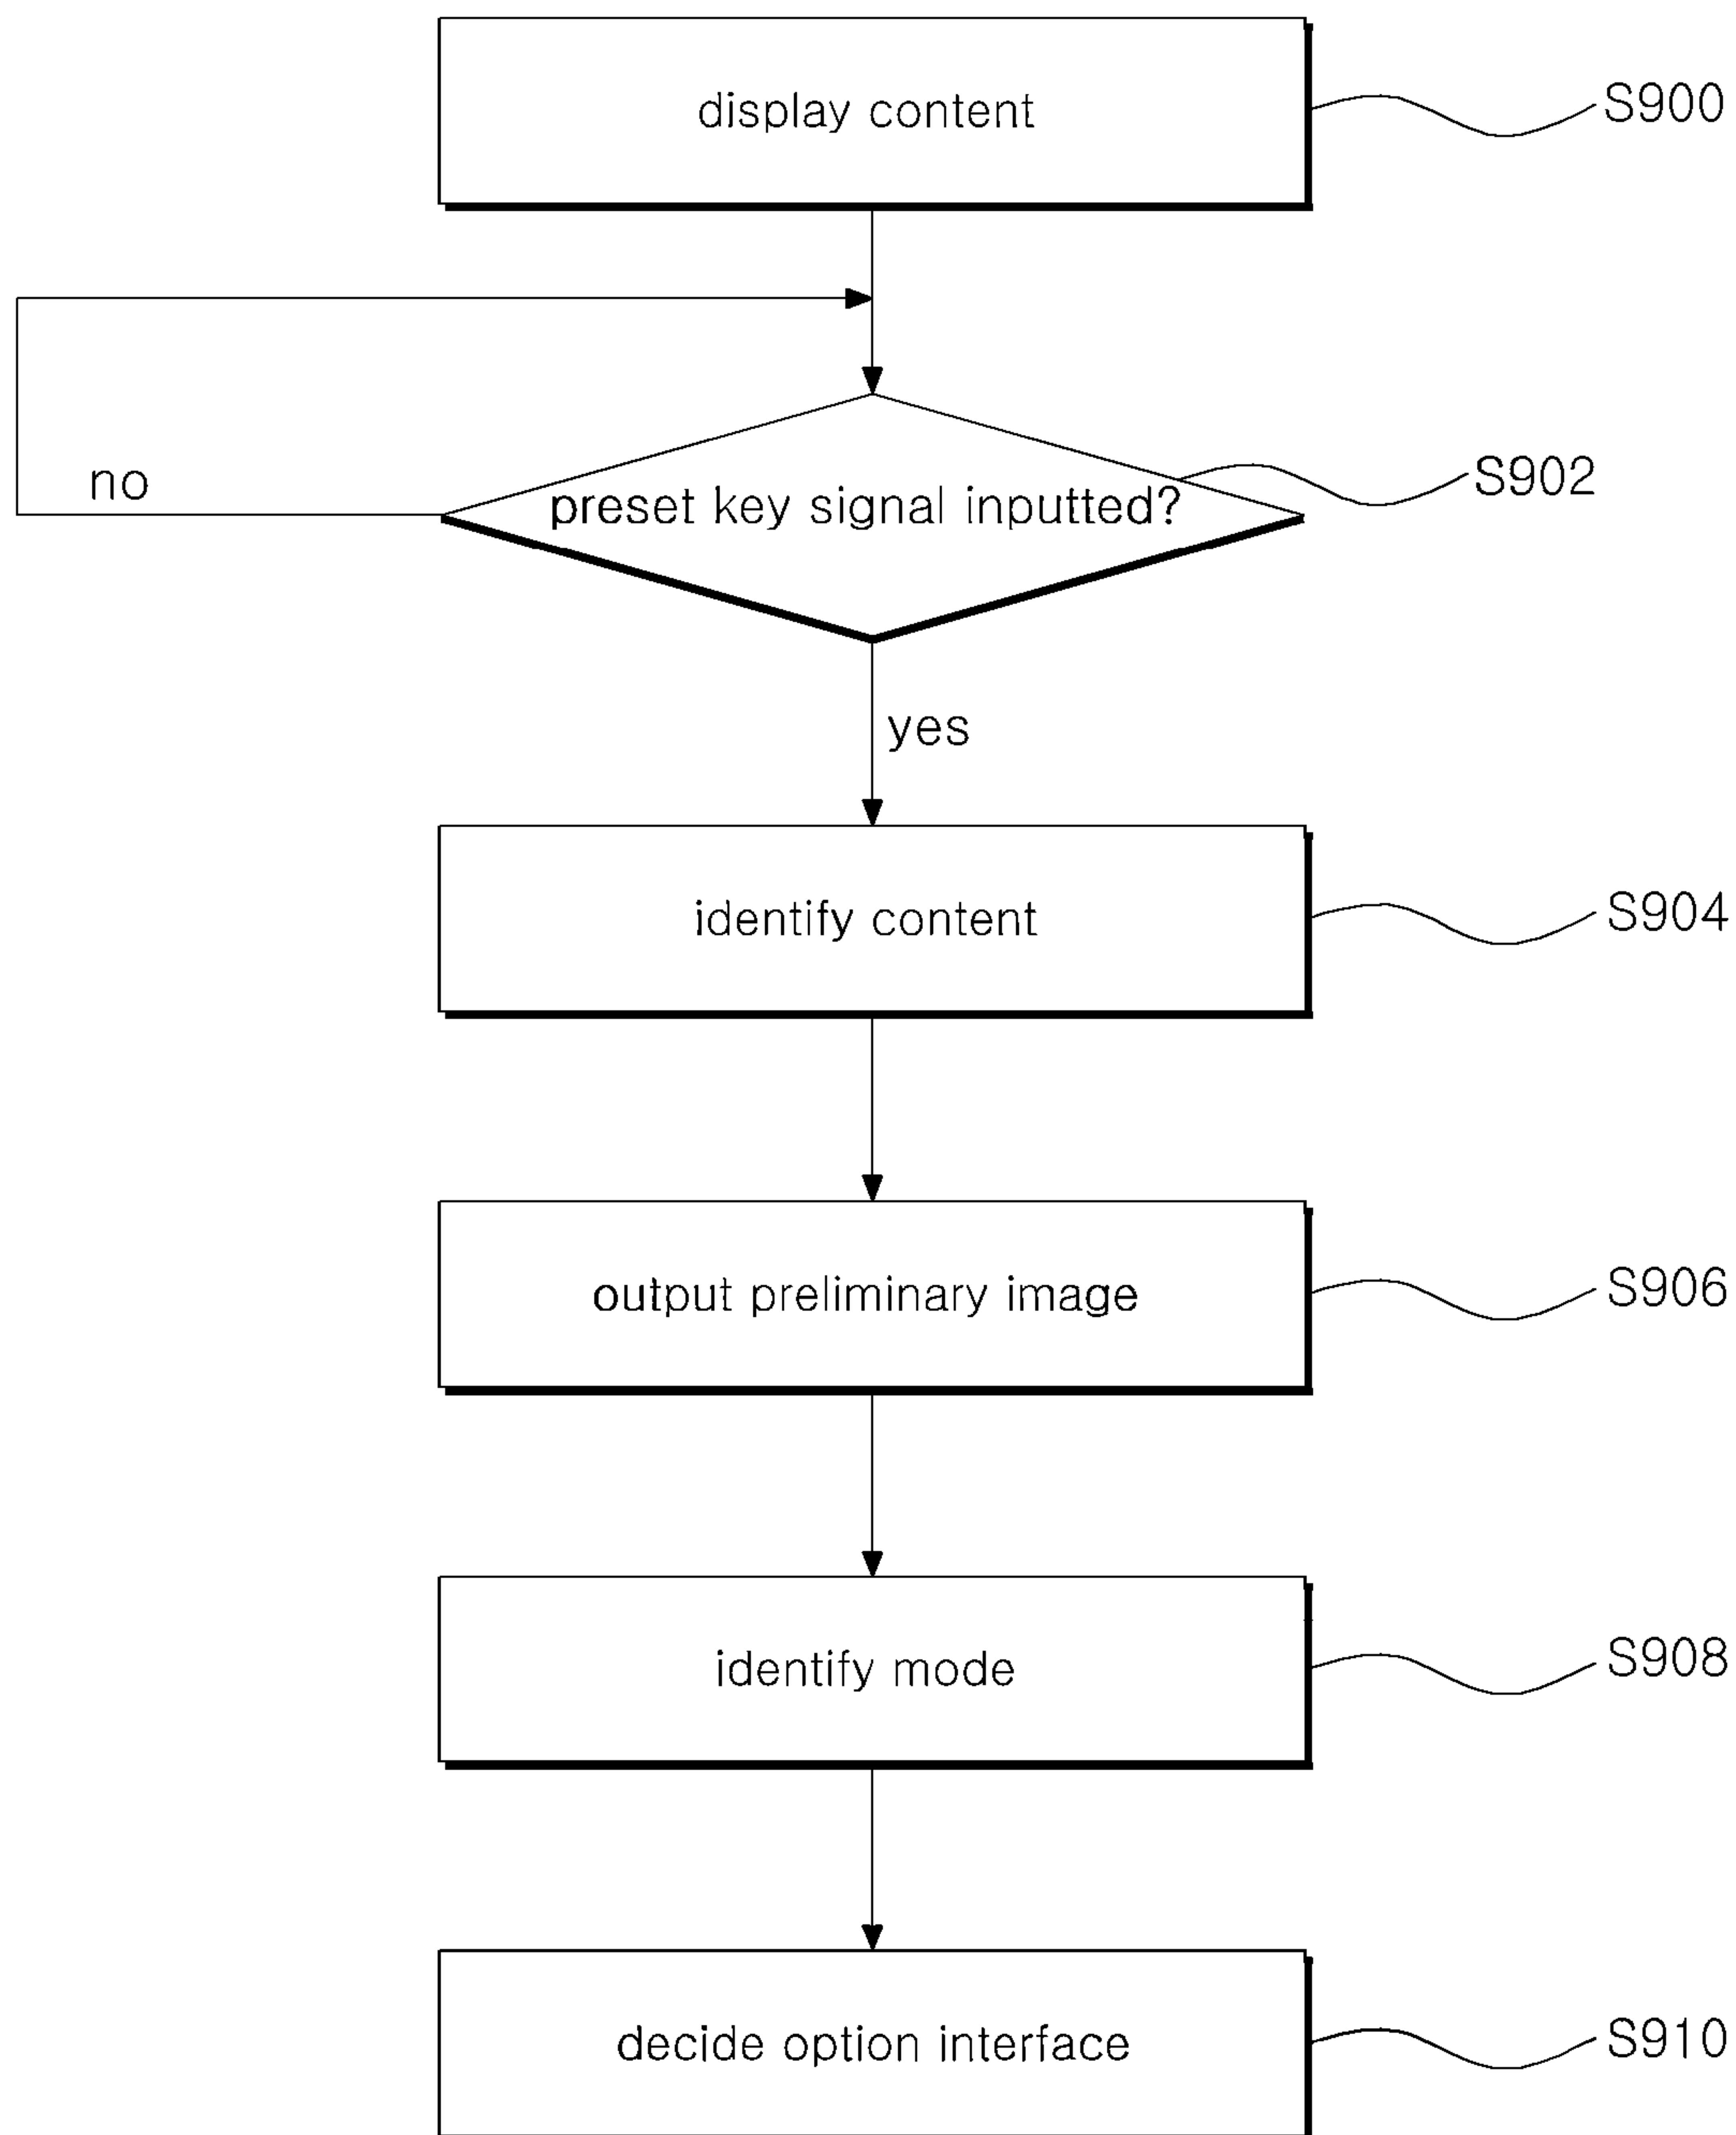 display content
S900
no
preset key signal inputted?
S902
yes
identify content
S904
output preliminary image
S906
identify mode
S908
decide option interface
S910